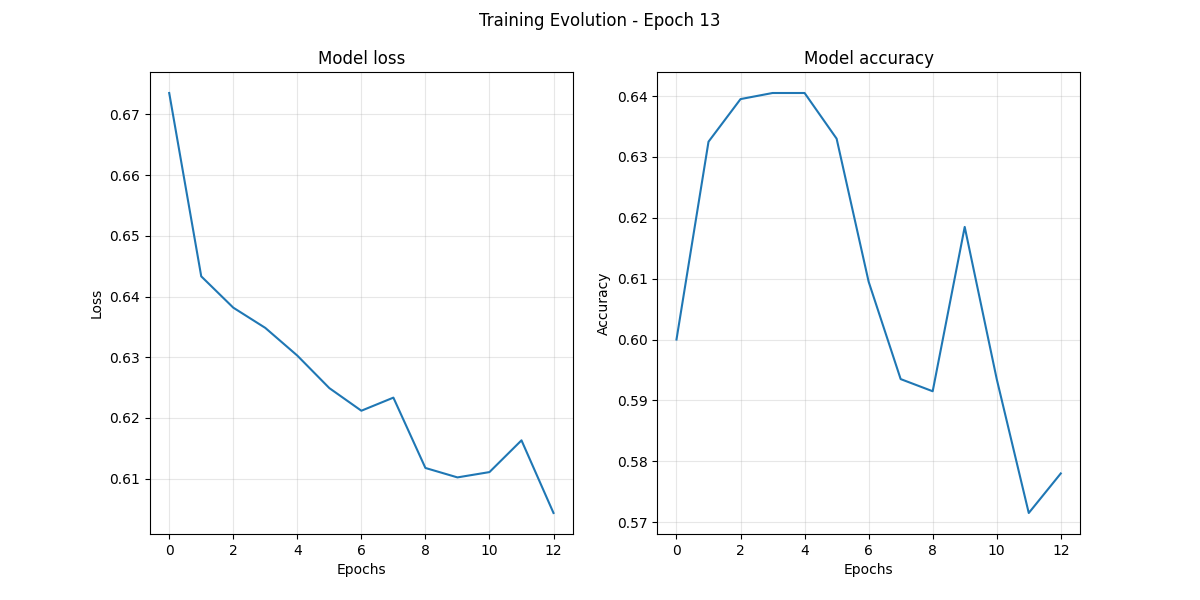 Training Evolution - Epoch 13
Model loss
0.67
0.66
0.65
0.64
0.63
0.62
0.61
Loss
0 2 4 6 8 10 12
Epochs
Model accuracy
0.64
0.63
0.62
0.61
0.60
0.59
0.58
0.57
Accuracy
0 2 4 6 8 10 12
Epochs